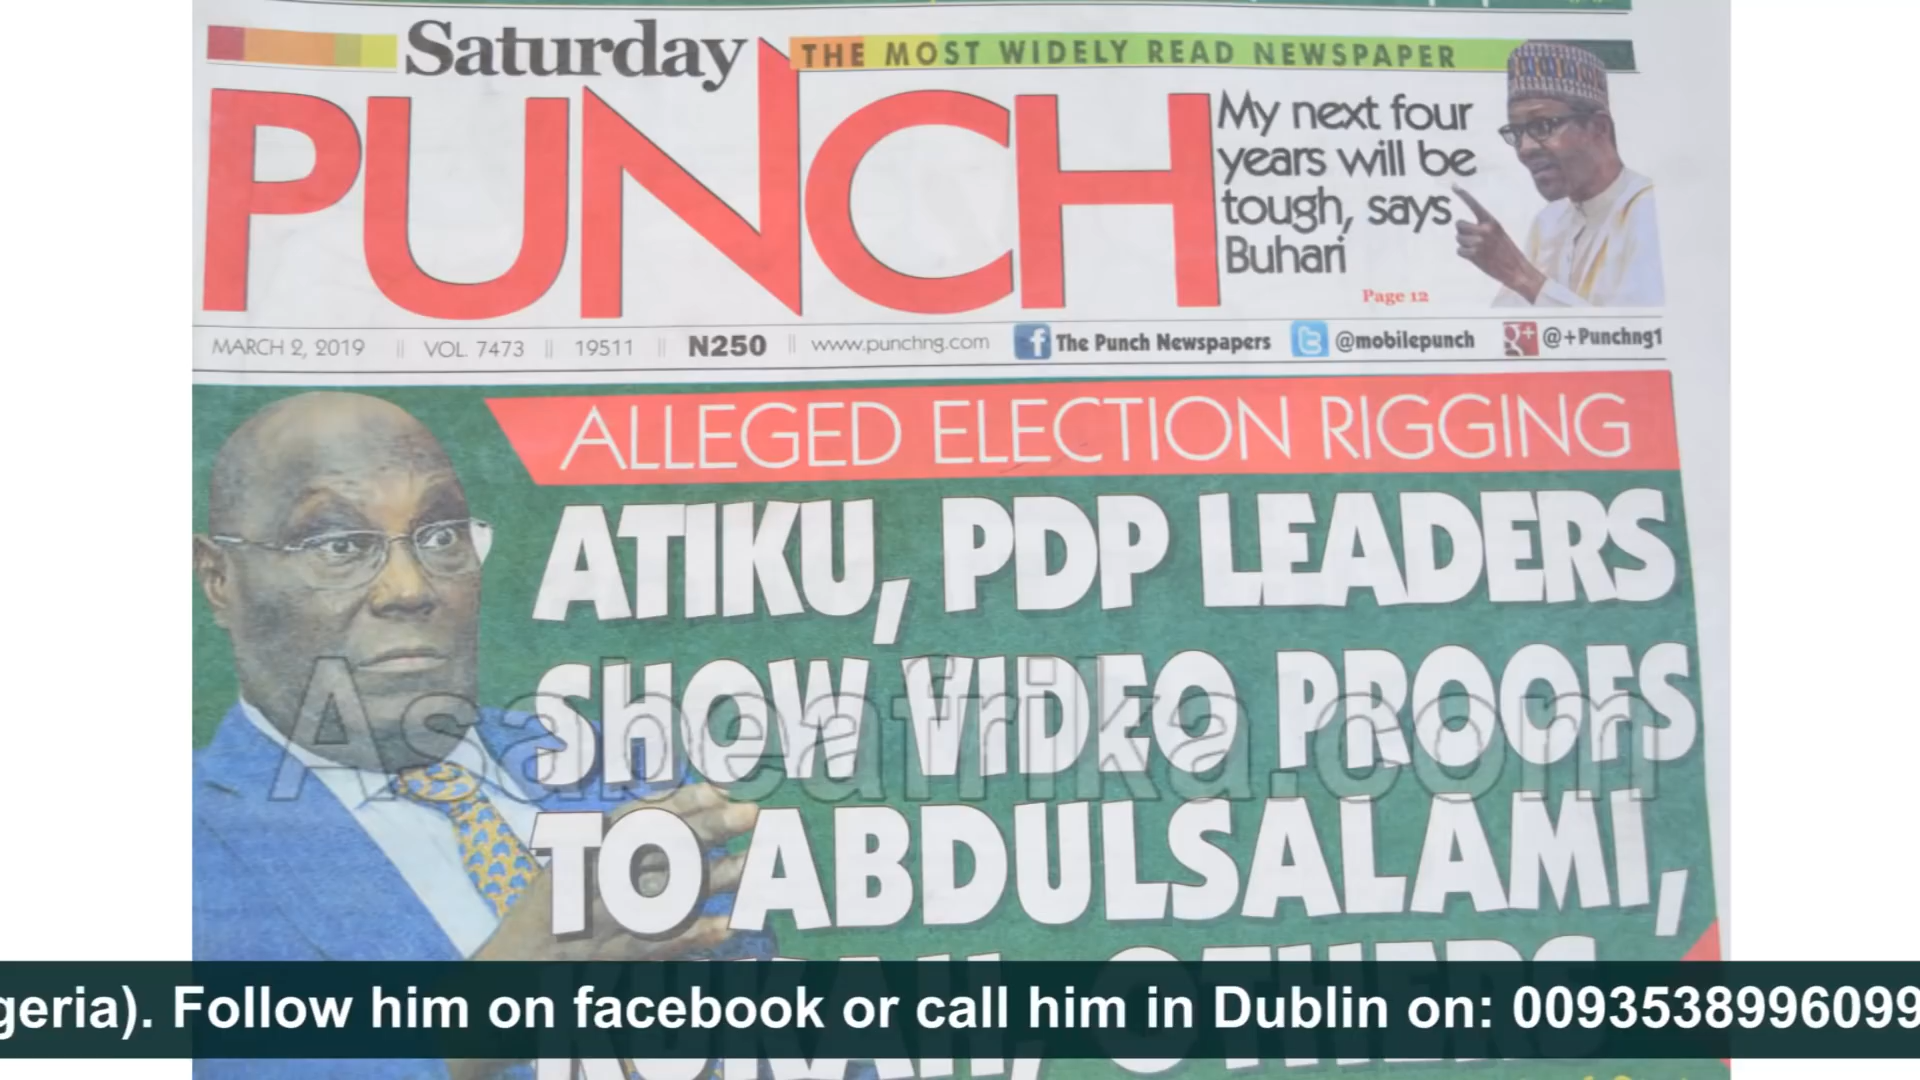 Saturday
THE MOST WIDELY READ NEWSPAPER
PUNCH
My next four
years will be
tough, says
Buhari
Page 12
MARCH 2, 2019 || VOL. 7473 || 19511 || N250 || www.punchng.com The Punch Newspapers @mobilepunch @+Punchng1
ALLEGED ELECTION RIGGING
ATIKU, PDP LEADERS
SHOW VIDEO PROOFS
Asabeafrika.com
TO ABDULSALAMI,
KUKAH, OTHERS
geria). Follow him on facebook or call him in Dublin on: 0093538996099